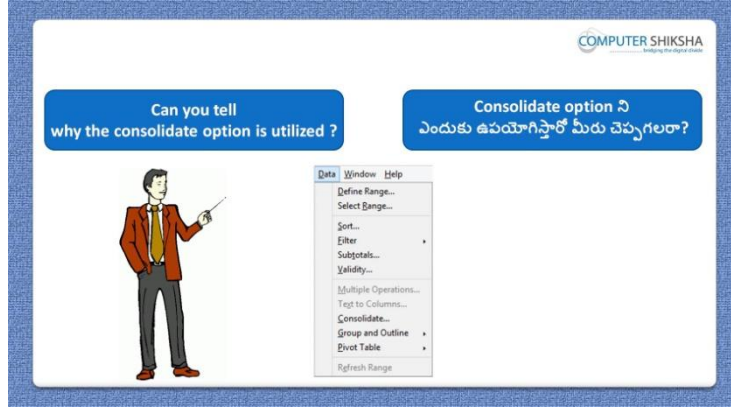 COMPUTER SHIKSHA
bridging the digital divide
Can you tell
why the consolidate option is utilized ?
Consolidate option ని
ఎందుకు ఉపయోగిస్తారో మీరు చెప్పగలరా?
Data Window Help
Define Range...
Select Range...
Sort...
Filter
Subtotals...
Validity...
Multiple Operations...
Text to Columns...
Consolidate...
Group and Outline
Pivot Table
Refresh Range